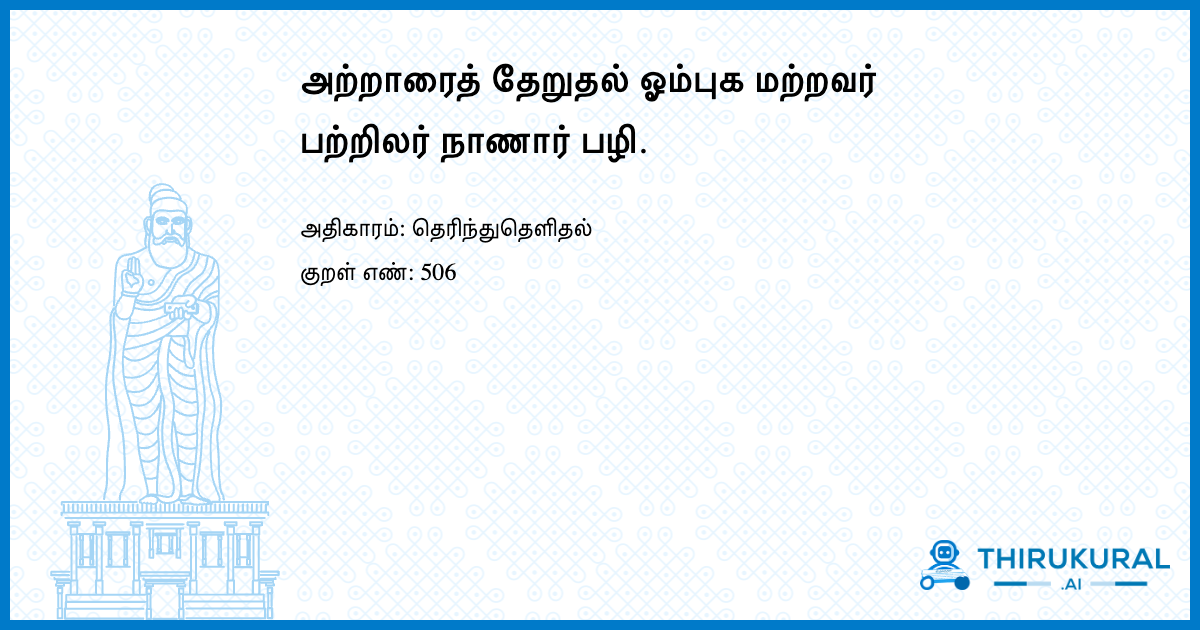 அற்றாரைத் தேறுதல் ஓம்புக மற்றவர்
பற்றிலர் நாணார் பழி.
அதிகாரம்: தெரிந்துதெளிதல்
குறள் எண்: 506
THIRUKURAL
.AI